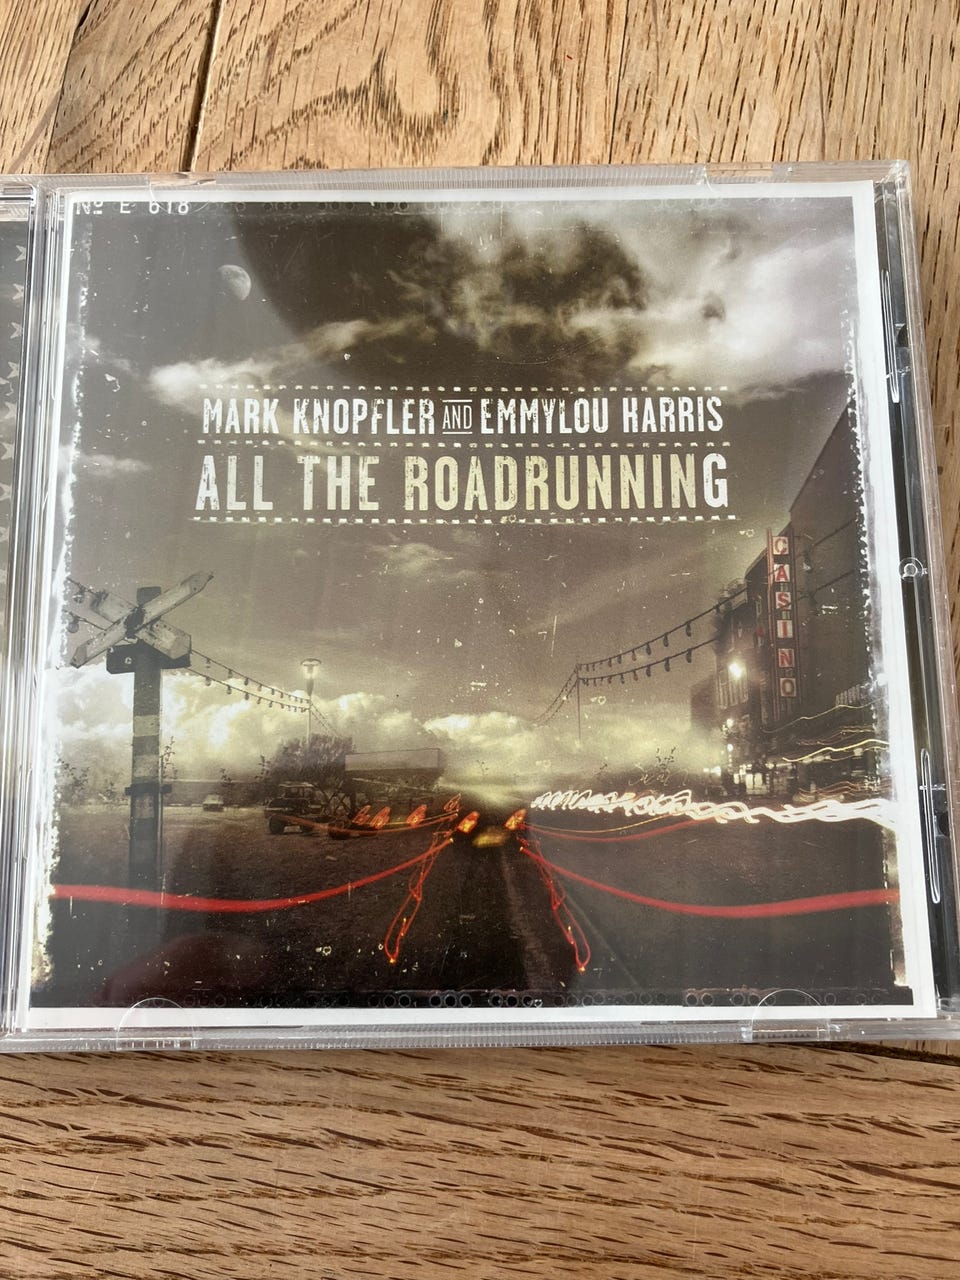 Nº E 618
MARK KNOPFLER AND EMMYLOU HARRIS
ALL THE ROADRUNNING
CASINO